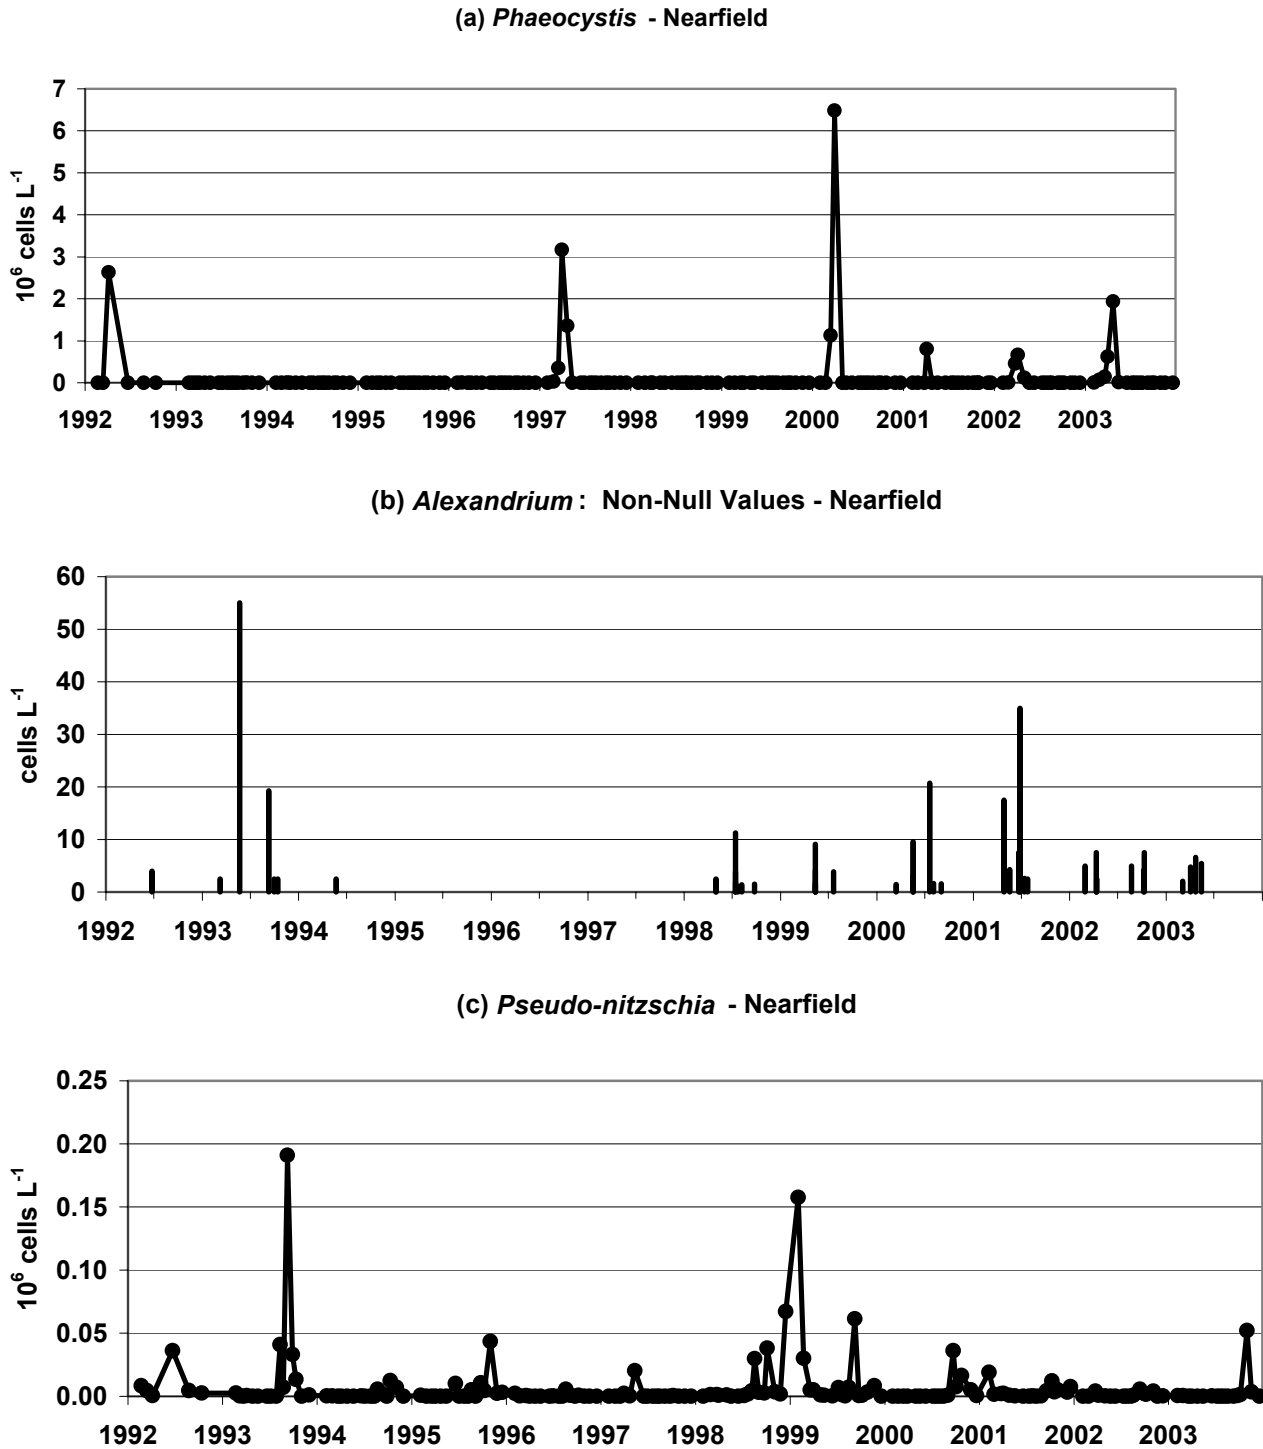 (a) Phaeocystis - Nearfield
7
6
5
4
3
2
1
0
10⁶ cells L⁻¹
1992 1993 1994 1995 1996 1997 1998 1999 2000 2001 2002 2003
(b) Alexandrium : Non-Null Values - Nearfield
60
50
40
30
20
10
0
cells L⁻¹
1992 1993 1994 1995 1996 1997 1998 1999 2000 2001 2002 2003
(c) Pseudo-nitzschia - Nearfield
0.25
0.20
0.15
0.10
0.05
0.00
10⁶ cells L⁻¹
1992 1993 1994 1995 1996 1997 1998 1999 2000 2001 2002 2003